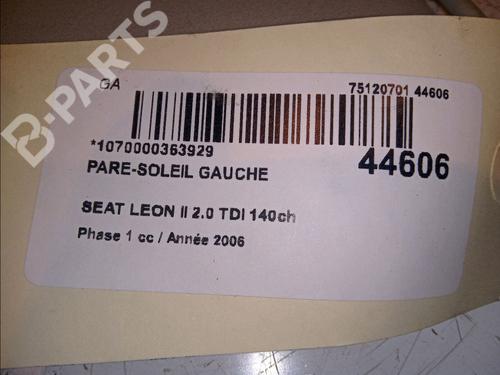 B-PARTS
GA
75120701 44606
*1070000363929
44606
PARE-SOLEIL GAUCHE
SEAT LEON II 2.0 TDI 140ch
Phase 1 cc / Année 2006